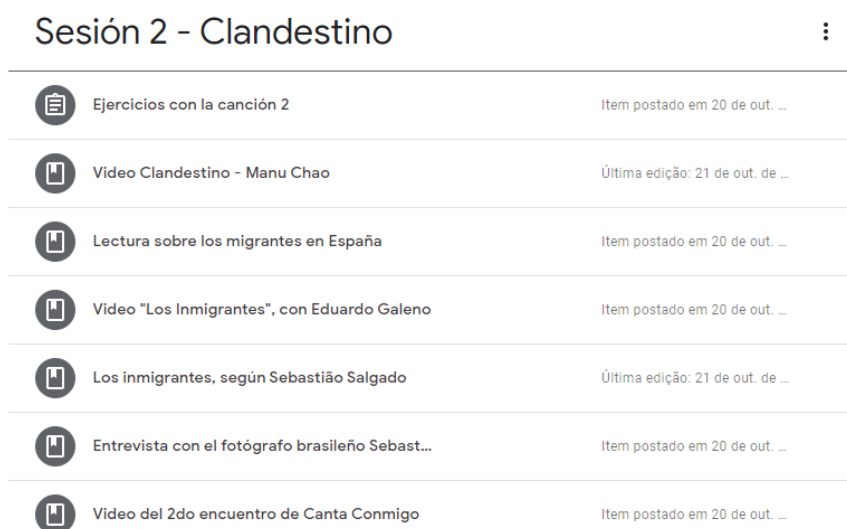 Sesión 2 - Clandestino
Ejercicios con la canción 2 Item postado em 20 de out. ...
Video Clandestino - Manu Chao Última edição: 21 de out. de ...
Lectura sobre los migrantes en España Item postado em 20 de out. ...
Video "Los Inmigrantes", con Eduardo Galeno Item postado em 20 de out. ...
Los inmigrantes, según Sebastião Salgado Última edição: 21 de out. de ...
Entrevista con el fotógrafo brasileño Sebast... Item postado em 20 de out. ...
Video del 2do encuentro de Canta Conmigo Item postado em 20 de out. ...